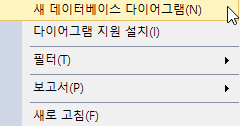 새 데이터베이스 다이어그램(N)
다이어그램 지원 설치(I)
필터(T)
보고서(P)
새로 고침(F)